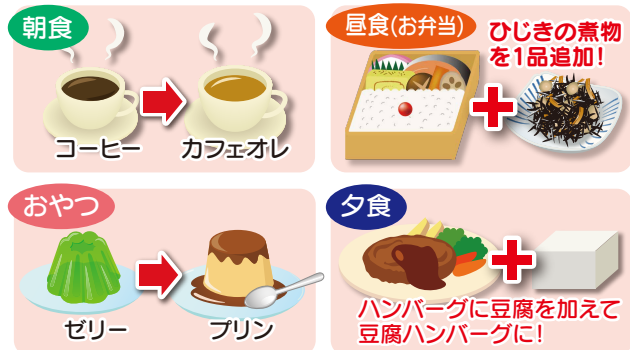 朝食
コーヒー
カフェオレ
昼食(お弁当)
ひじきの煮物
を1品追加!
おやつ
ゼリー
プリン
夕食
ハンバーグに豆腐を加えて
豆腐ハンバーグに!